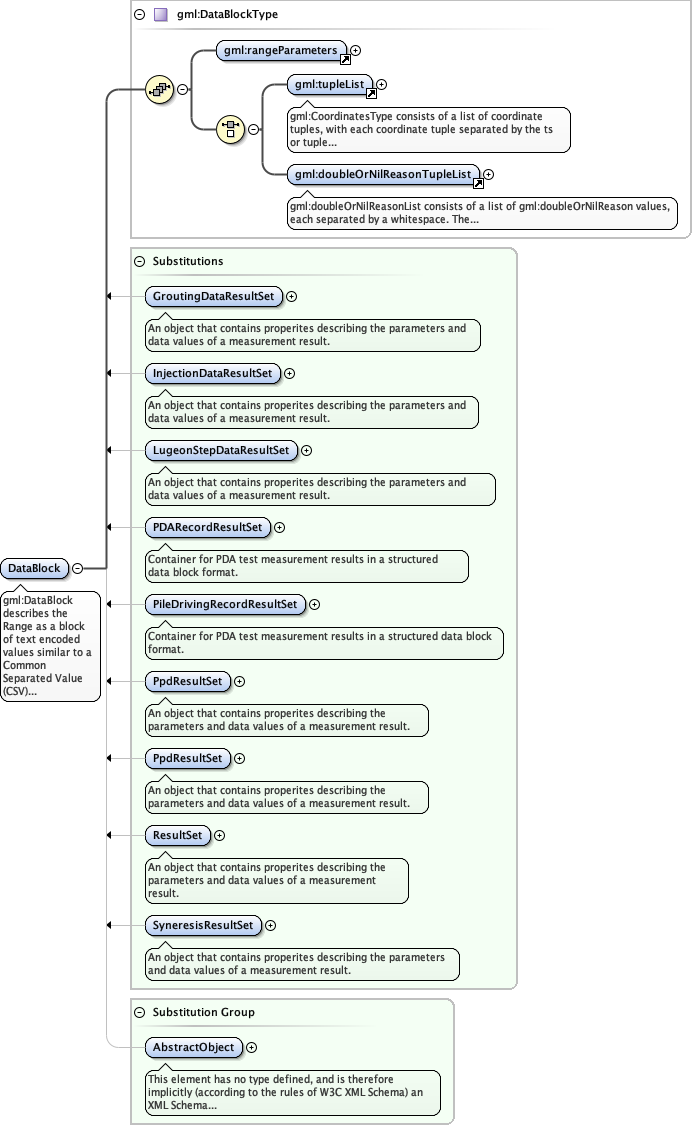 gml:DataBlockType
gml:rangeParameters
gml:tupleList
gml:CoordinatesType consists of a list of coordinate
tuples, with each coordinate tuple separated by the ts
or tuple...
gml:doubleOrNilReasonTupleList
gml:doubleOrNilReasonList consists of a list of gml:doubleOrNilReason values,
each separated by a whitespace. The...
Substitutions
GroutingDataResultSet
An object that contains properites describing the parameters and
data values of a measurement result.
InjectionDataResultSet
An object that contains properites describing the parameters and
data values of a measurement result.
LugeonStepDataResultSet
An object that contains properites describing the parameters and
data values of a measurement result.
PDARecordResultSet
Container for PDA test measurement results in a structured
data block format.
DataBlock
gml:DataBlock
describes the
Range as a block
of text encoded
values similar to a
Common
Separated Value
(CSV)...
PileDrivingRecordResultSet
Container for PDA test measurement results in a structured data block
format.
PpdResultSet
An object that contains properites describing the
parameters and data values of a measurement result.
PpdResultSet
An object that contains properites describing the
parameters and data values of a measurement result.
ResultSet
An object that contains properites describing the
parameters and data values of a measurement
result.
SyneresisResultSet
An object that contains properites describing the parameters
and data values of a measurement result.
Substitution Group
AbstractObject
This element has no type defined, and is therefore
implicitly (according to the rules of W3C XML Schema) an
XML Schema...